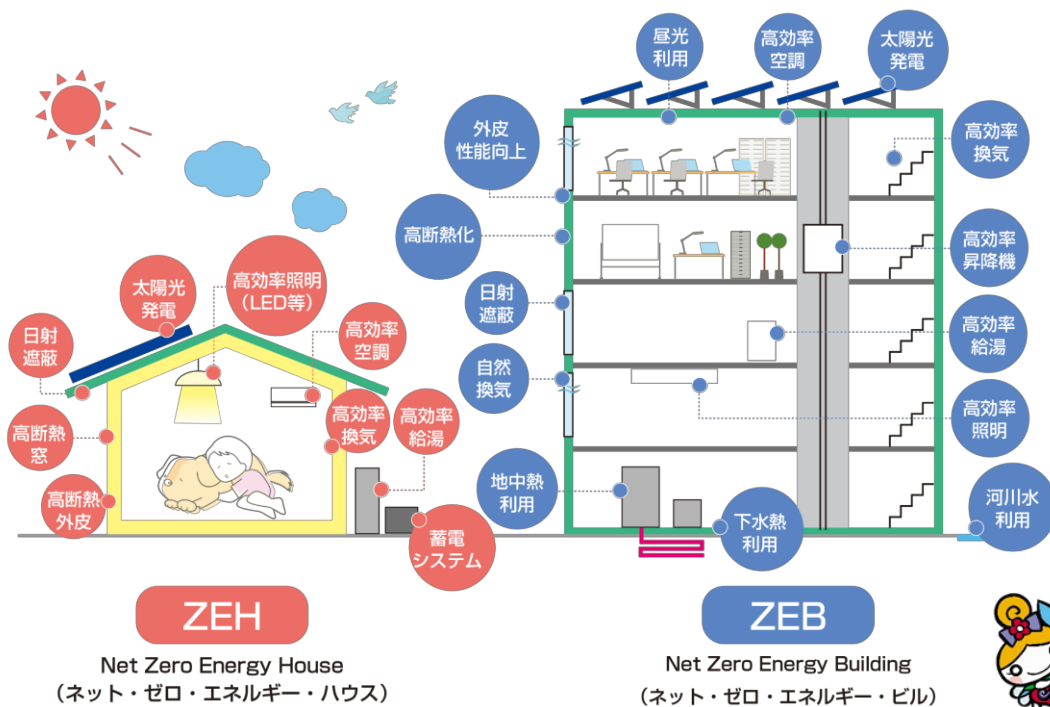 太陽光
発電
高効率照明
(LED等)
日射
遮蔽
高効率
空調
高断熱
窓
高効率
換気
高効率
給湯
高断熱
外皮
蓄電
システム
ZEH
Net Zero Energy House
(ネット・ゼロ・エネルギー・ハウス)
昼光
利用
高効率
空調
太陽光
発電
外皮
性能向上
高効率
換気
高断熱化
高効率
昇降機
日射
遮蔽
高効率
給湯
自然
換気
高効率
照明
地中熱
利用
下水熱
利用
河川水
利用
ZEB
Net Zero Energy Building
(ネット・ゼロ・エネルギー・ビル)